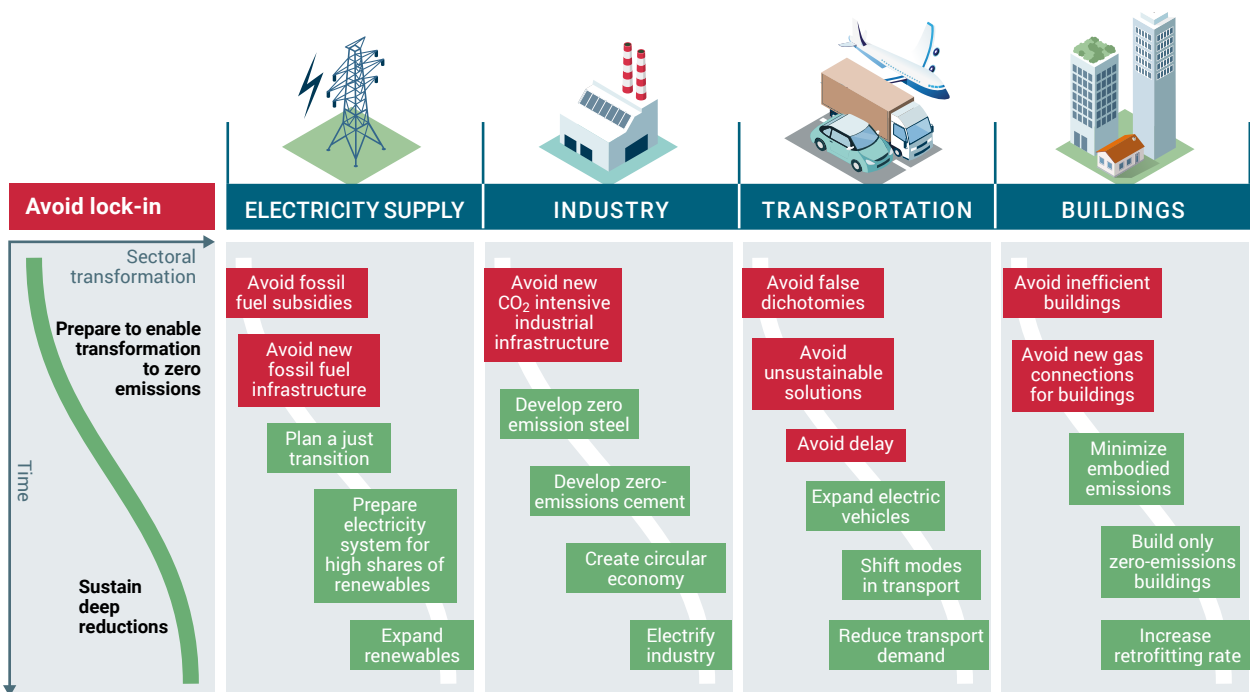 Avoid lock-in
ELECTRICITY SUPPLY
INDUSTRY
TRANSPORTATION
BUILDINGS
Sectoral
transformation
Time
Prepare to enable
transformation
to zero
emissions
Sustain
deep
reductions
Avoid fossil
fuel subsidies
Avoid new
fossil fuel
infrastructure
Plan a just
transition
Prepare
electricity
system for
high shares of
renewables
Expand
renewables
Avoid new
CO₂ intensive
industrial
infrastructure
Develop zero
emission steel
Develop zero-
emissions cement
Create circular
economy
Electrify
industry
Avoid false
dichotomies
Avoid
unsustainable
solutions
Avoid delay
Expand electric
vehicles
Shift modes
in transport
Reduce transport
demand
Avoid inefficient
buildings
Avoid new gas
connections
for buildings
Minimize
embodied
emissions
Build only
zero-emissions
buildings
Increase
retrofitting rate